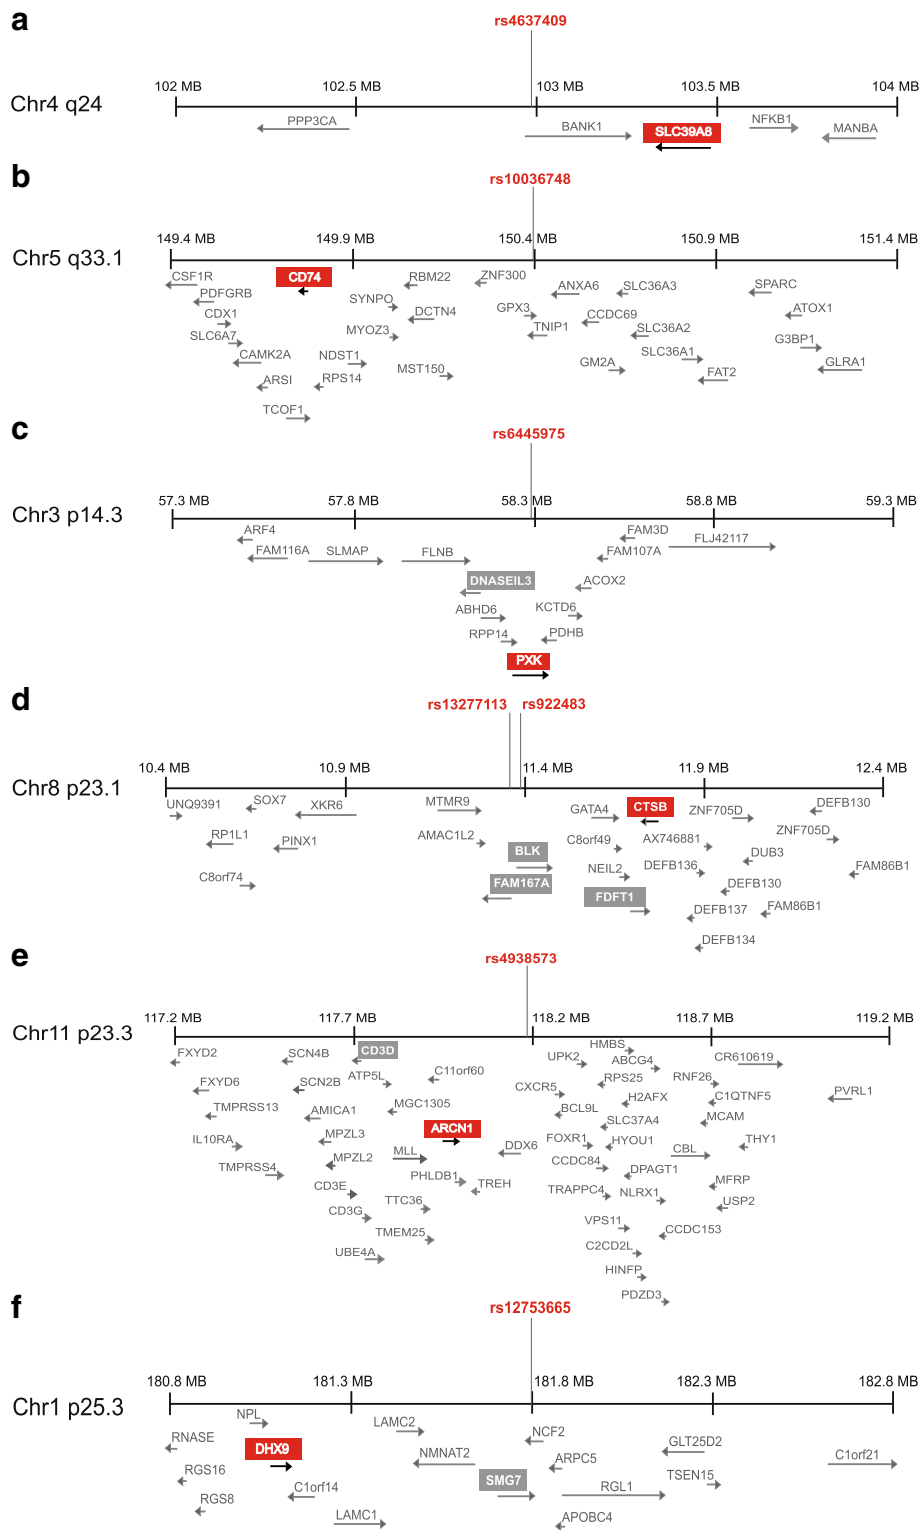 a
rs4637409
102 MB 102.5 MB 103 MB 103.5 MB 104 MB
Chr4 q24
PPP3CA BANK1 SLC39A8 NFKB1 MANBA
b
rs10036748
149.4 MB 149.9 MB 150.4 MB 150.9 MB 151.4 MB
Chr5 q33.1
CSF1R CD74 RBM22 ZNF300 ANXA6 SLC36A3 SPARC
PDFGRB SYNPO GPX3 ATOX1
CDX1 DCTN4 CCDC69
SLC6A7 MYOZ3 TNIP1 SLC36A2 G3BP1
CAMK2A NDST1 MST150 GM2A SLC36A1 GLRA1
ARSI RPS14 FAT2
TCOF1
c
rs6445975
57.3 MB 57.8 MB 58.3 MB 58.8 MB 59.3 MB
Chr3 p14.3
ARF4 FAM3D FLJ42117
FAM116A SLMAP FLNB FAM107A
DNASEIL3 ACOX2
ABHD6 KCTD6
RPP14 PDHB
PXK
d
rs13277113 rs922483
10.4 MB 10.9 MB 11.4 MB 11.9 MB 12.4 MB
Chr8 p23.1
UNQ9391 SOX7 XKR6 MTMR9 GATA4 CTSB ZNF705D DEFB130
RP1L1 PINX1 AMAC1L2 C8orf49 AX746881 ZNF705D
BLK DUB3
C8orf74 FAM167A NEIL2 DEFB136 FAM86B1
FDFT1 DEFB130
DEFB137 FAM86B1
DEFB134
e
rs4938573
117.2 MB 117.7 MB 118.2 MB 118.7 MB 119.2 MB
Chr11 p23.3
FXYD2 SCN4B CD3D UPK2 HMBS ABCG4 CR610619
FXYD6 SCN2B ATP5L C11orf60 CXCR5 RPS25 RNF26 PVRL1
TMPRSS13 AMICA1 MGC1305 BCL9L H2AFX C1QTNF5
ARCN1 SLC37A4 MCAM
IL10RA MPZL3 MLL DDX6 FOXR1 HYOU1 CBL THY1
TMPRSS4 MPZL2 PHLDB1 CCDC84 DPAGT1
CD3E TTC36 TREH TRAPPC4 NLRX1 MFRP
CD3G VPS11 USP2
TMEM25 CCDC153
UBE4A C2CD2L
HINFP
PDZD3
f
rs12753665
180.8 MB 181.3 MB 181.8 MB 182.3 MB 182.8 MB
Chr1 p25.3
NPL LAMC2 NCF2
RNASE DHX9 NMNAT2 ARPC5 GLT25D2 C1orf21
RGS16 C1orf14 SMG7 RGL1 TSEN15
RGS8 LAMC1 APOBC4